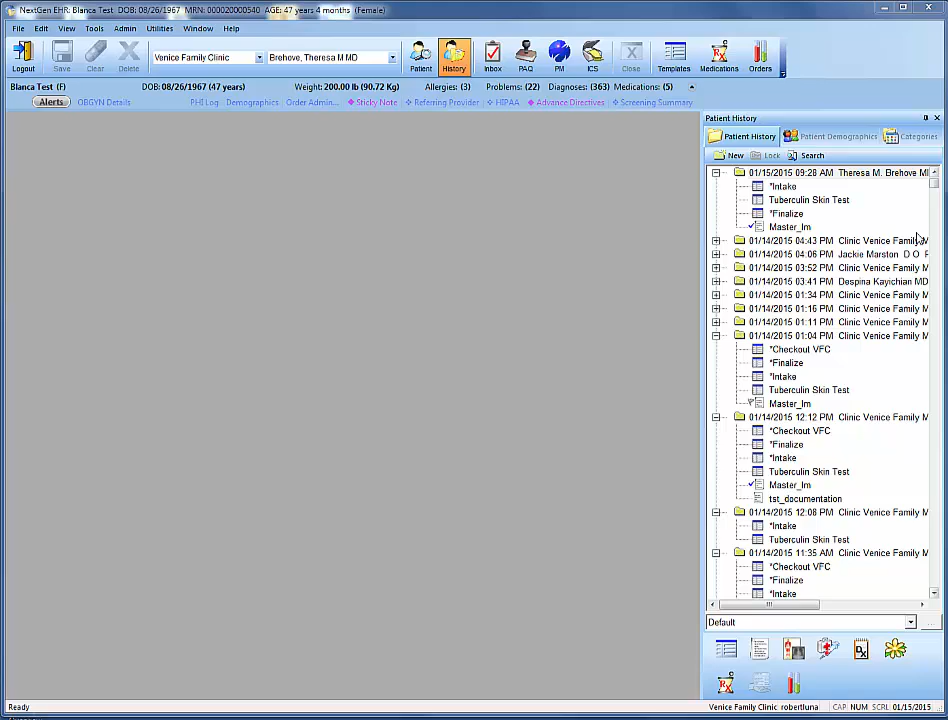 NextGen EHR: Blanca Test DOB: 08/26/1967 MRN: 000020000540 AGE: 47 years 4 months (Female)
File Edit View Tools Admin Utilities Window Help
Venice Family Clinic Brehove, Theresa M MD
Logout Save Clear Delete Patient History Inbox PAQ PM ICS Close Templates Medications Orders
Blanca Test (F) DOB: 08/26/1967 (47 years) Weight: 200.00 lb (90.72 Kg) Allergies: (3) Problems: (22) Diagnoses: (363) Medications: (5)
Alerts OBGYN Details PHI Log Demographics Order Admin... Sticky Note Referring Provider HIPAA Advance Directives Screening Summary
Patient History
Patient History Patient Demographics Categories
New Lock Search
01/15/2015 09:28 AM Theresa M. Brehove M
*Intake
Tuberculin Skin Test
*Finalize
Master_Im
01/14/2015 04:43 PM Clinic Venice Family M
01/14/2015 04:06 PM Jackie Marston D O P
01/14/2015 03:52 PM Clinic Venice Family M
01/14/2015 03:41 PM Despina Kayichian MD
01/14/2015 01:34 PM Clinic Venice Family M
01/14/2015 01:16 PM Clinic Venice Family M
01/14/2015 01:11 PM Clinic Venice Family M
01/14/2015 01:04 PM Clinic Venice Family M
*Checkout VFC
*Finalize
*Intake
Tuberculin Skin Test
Master_Im
01/14/2015 12:12 PM Clinic Venice Family M
*Checkout VFC
*Finalize
*Intake
Tuberculin Skin Test
Master_Im
tst_documentation
01/14/2015 12:08 PM Clinic Venice Family M
*Intake
Tuberculin Skin Test
01/14/2015 11:35 AM Clinic Venice Family M
*Checkout VFC
*Finalize
*Intake
Default ...
Ready Venice Family Clinic robertluna CAP NUM SCRL 01/15/2015